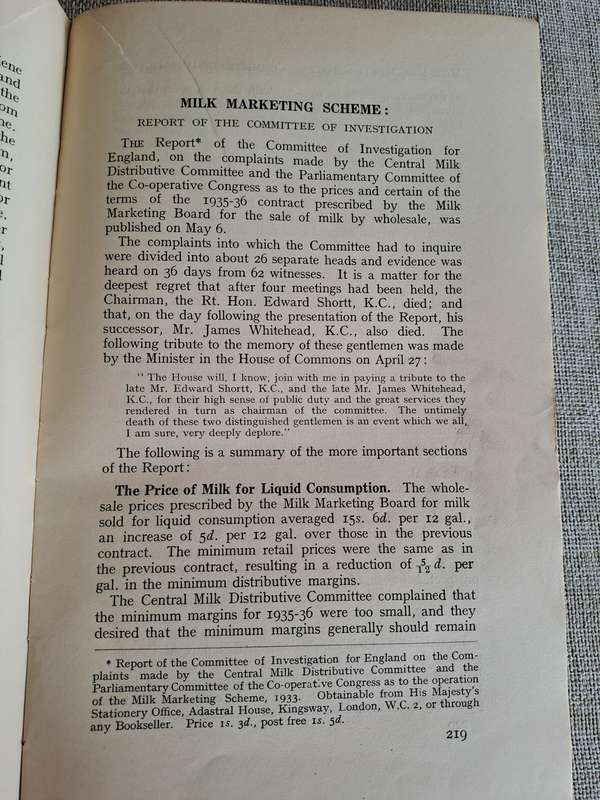 ene
and
the
om
ne.
he
m,
or
nt
or
e.
er
MILK MARKETING SCHEME:
REPORT OF THE COMMITTEE OF INVESTIGATION
THE Report* of the Committee of Investigation for
England, on the complaints made by the Central Milk
Distributive Committee and the Parliamentary Committee of
the Co-operative Congress as to the prices and certain of the
terms of the 1935-36 contract prescribed by the Milk
Marketing Board for the sale of milk by wholesale, was
published on May 6.
The complaints into which the Committee had to inquire
were divided into about 26 separate heads and evidence was
heard on 36 days from 62 witnesses. It is a matter for the
deepest regret that after four meetings had been held, the
Chairman, the Rt. Hon. Edward Shortt, K.C., died; and
that, on the day following the presentation of the Report, his
successor, Mr. James Whitehead, K.C., also died. The
following tribute to the memory of these gentlemen was made
by the Minister in the House of Commons on April 27:
" The House will, I know, join with me in paying a tribute to the
late Mr. Edward Shortt, K.C., and the late Mr. James Whitehead,
K.C., for their high sense of public duty and the great services they
rendered in turn as chairman of the committee. The untimely
death of these two distinguished gentlemen is an event which we all,
I am sure, very deeply deplore."
The following is a summary of the more important sections
of the Report:
The Price of Milk for Liquid Consumption. The whole-
sale prices prescribed by the Milk Marketing Board for milk
sold for liquid consumption averaged 15s. 6d. per 12 gal.,
an increase of 5d. per 12 gal. over those in the previous
contract. The minimum retail prices were the same as in
the previous contract, resulting in a reduction of 5/12d. per
gal. in the minimum distributive margins.
The Central Milk Distributive Committee complained that
the minimum margins for 1935-36 were too small, and they
desired that the minimum margins generally should remain
* Report of the Committee of Investigation for England on the Com-
plaints made by the Central Milk Distributive Committee and the
Parliamentary Committee of the Co-operative Congress as to the operation
of the Milk Marketing Scheme, 1933. Obtainable from His Majesty's
Stationery Office, Adastral House, Kingsway, London, W.C. 2, or through
any Bookseller. Price 1s. 3d., post free 1s. 5d.
219